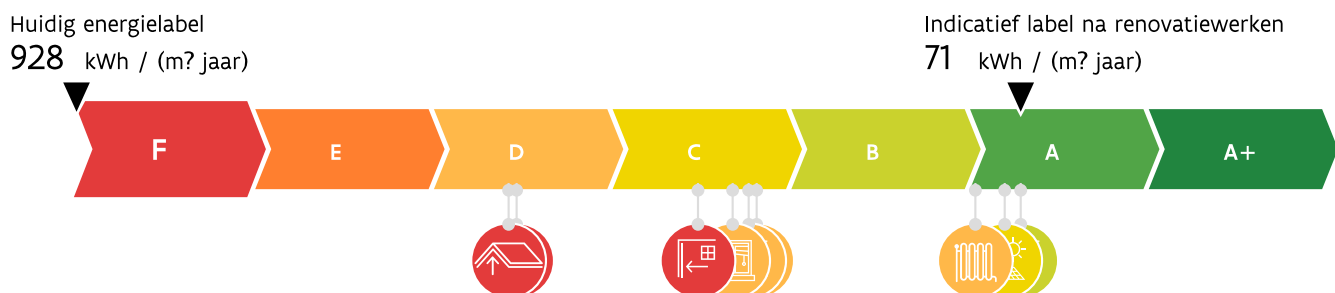 Huidig energielabel
928 kWh / (m? jaar)
Indicatief label na renovatiewerken
71 kWh / (m? jaar)
F E D C B A A+